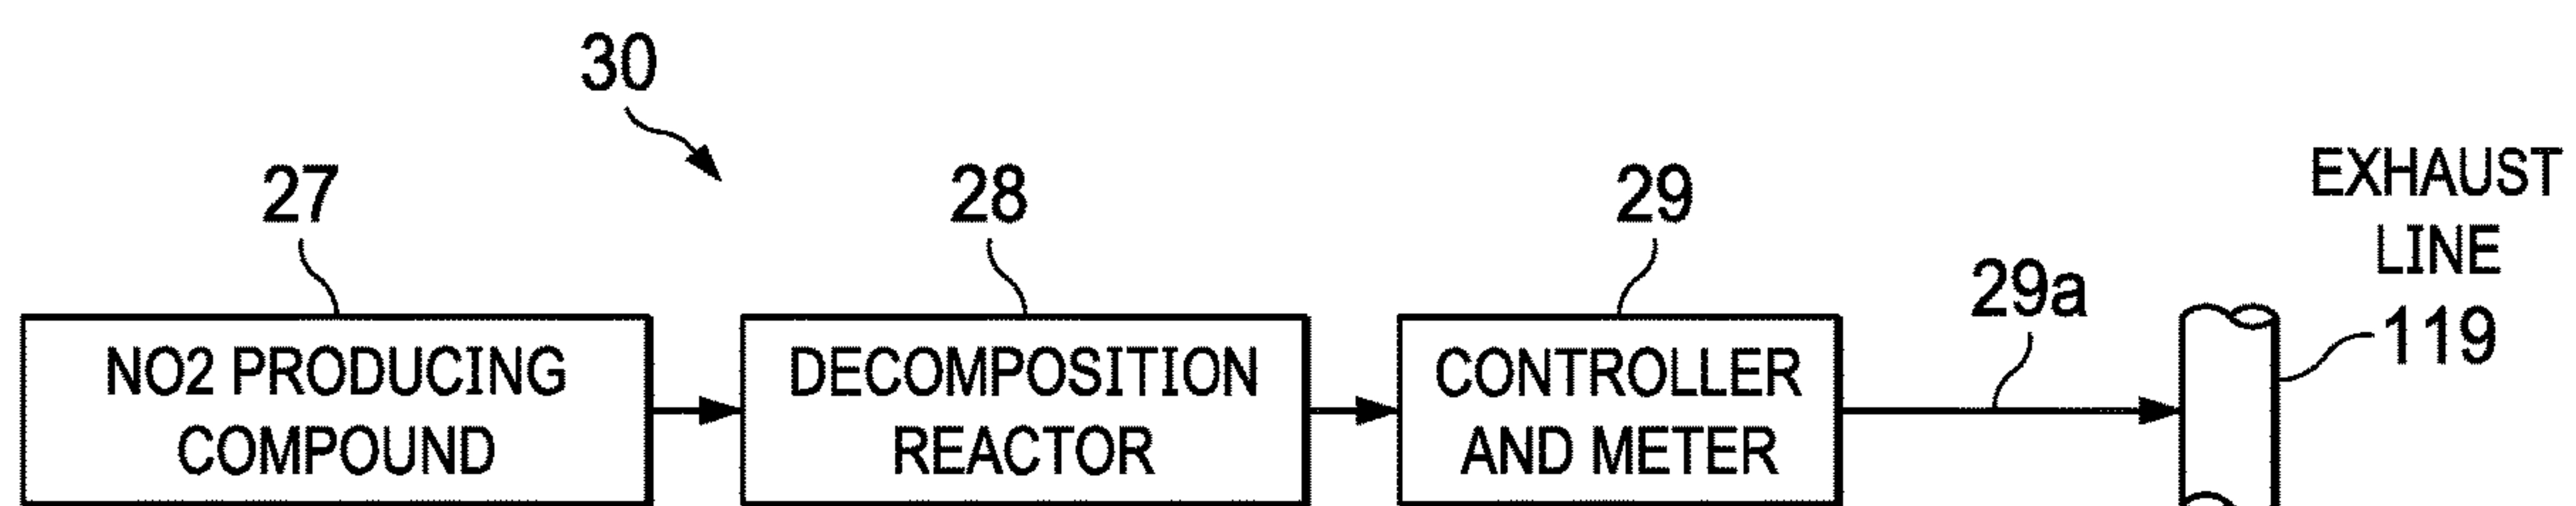 30
27
28
29
EXHAUST
LINE
29a
119
NO2 PRODUCING
COMPOUND
DECOMPOSITION
REACTOR
CONTROLLER
AND METER